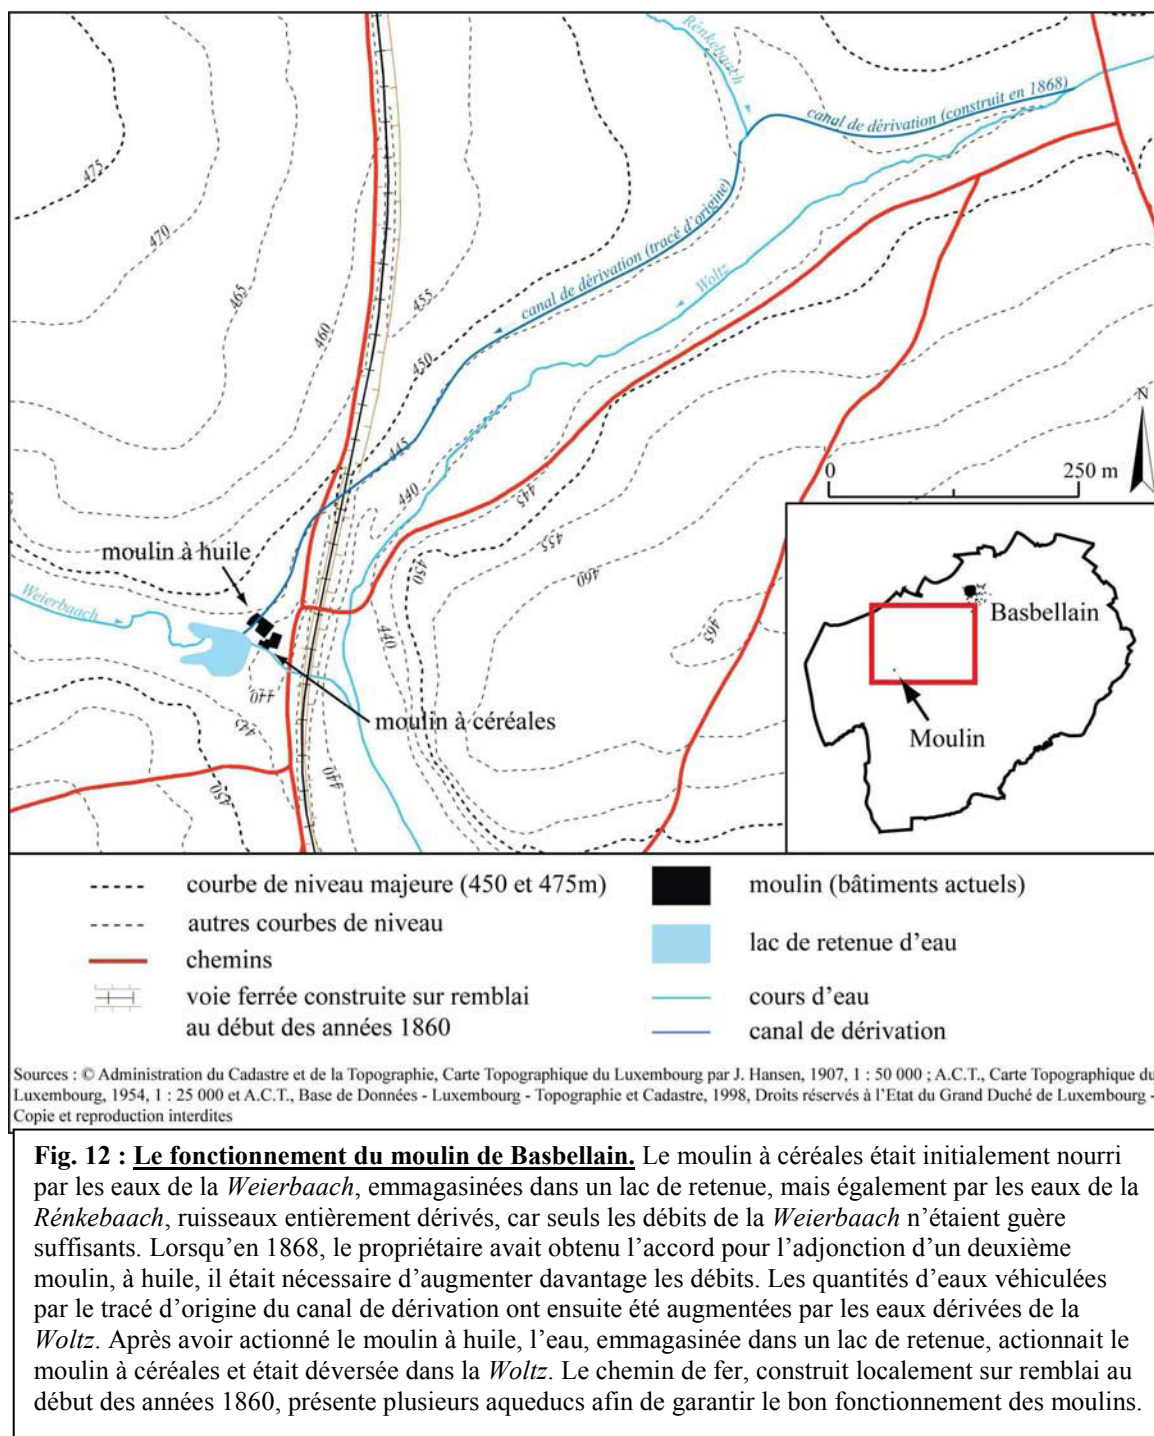 Rénkebaach
canal de dérivation (construit en 1868)
475
470
canal de dérivation (tracé d'origine)
Woltz
465
455
460
450
445
440
445
N
0
250 m
455
450
460
moulin à huile
Weierbaach
440
465
Basbellain
440
moulin à céréales
Moulin
445
440
450
courbe de niveau majeure (450 et 475m)
autres courbes de niveau
chemins
voie ferrée construite sur remblai
au début des années 1860
moulin (bâtiments actuels)
lac de retenue d'eau
cours d'eau
canal de dérivation
Sources : © Administration du Cadastre et de la Topographie, Carte Topographique du Luxembourg par J. Hansen, 1907, 1 : 50 000 ; A.C.T., Carte Topographique du
Luxembourg, 1954, 1 : 25 000 et A.C.T., Base de Données - Luxembourg - Topographie et Cadastre, 1998, Droits réservés à l'Etat du Grand Duché de Luxembourg -
Copie et reproduction interdites
Fig. 12 : Le fonctionnement du moulin de Basbellain. Le moulin à céréales était initialement nourri
par les eaux de la Weierbaach, emmagasinées dans un lac de retenue, mais également par les eaux de la
Rénkebaach, ruisseaux entièrement dérivés, car seuls les débits de la Weierbaach n'étaient guère
suffisants. Lorsqu'en 1868, le propriétaire avait obtenu l'accord pour l'adjonction d'un deuxième
moulin, à huile, il était nécessaire d'augmenter davantage les débits. Les quantités d'eaux véhiculées
par le tracé d'origine du canal de dérivation ont ensuite été augmentées par les eaux dérivées de la
Woltz. Après avoir actionné le moulin à huile, l'eau, emmagasinée dans un lac de retenue, actionnait le
moulin à céréales et était déversée dans la Woltz. Le chemin de fer, construit localement sur remblai au
début des années 1860, présente plusieurs aqueducs afin de garantir le bon fonctionnement des moulins.